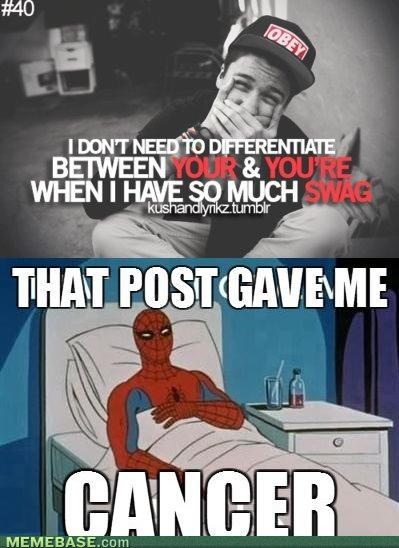 #40
OBEY
I DON'T NEED TO DIFFERENTIATE
BETWEEN YOUR & YOU'RE
WHEN I HAVE SO MUCH SWAG
kushandlyrikz.tumblr
THAT POST GAVE ME
CANCER
MEMEBASE.com